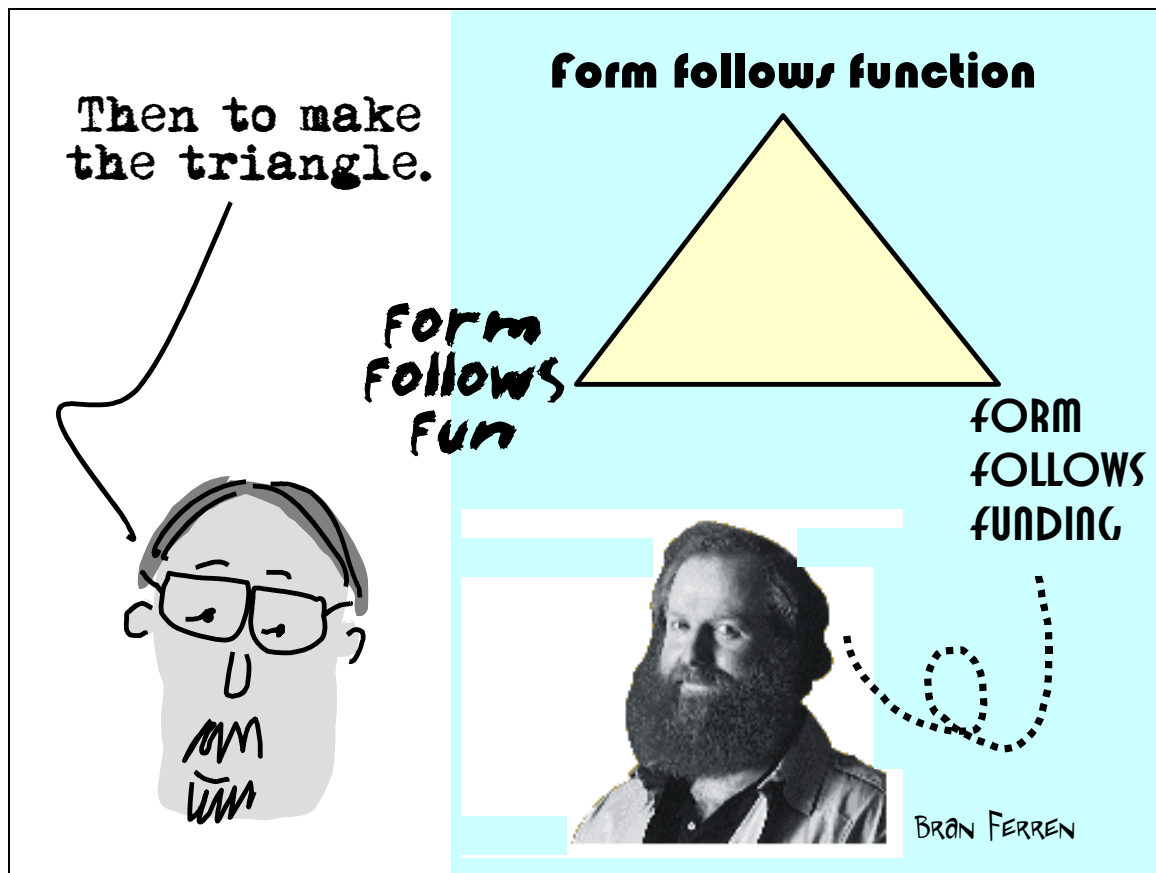 Then to make
the triangle.
Form follows function
Form
Follows
Fun
FORM
FOLLOWS
FUNDING
BRAN FERREN